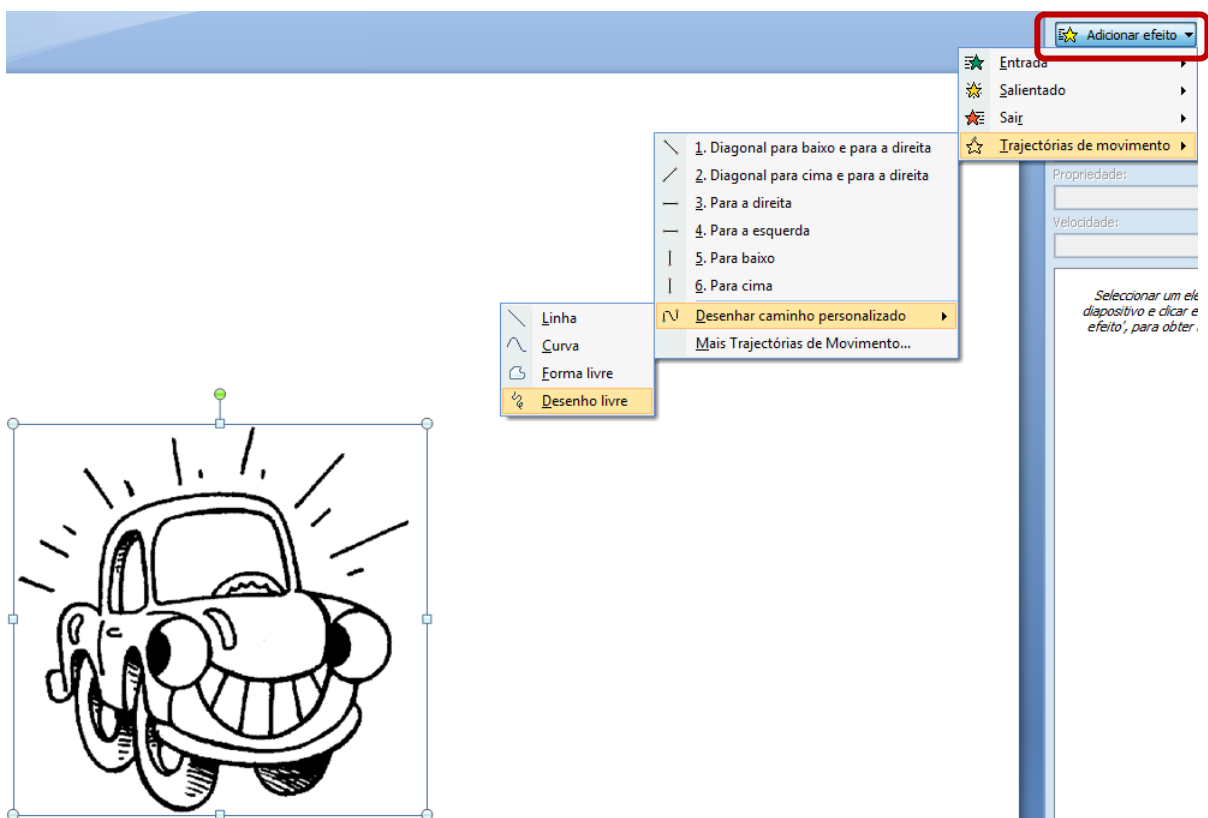 Adicionar efeito
Entrada
Salientado
Sair
Trajectórias de movimento
1. Diagonal para baixo e para a direita
2. Diagonal para cima e para a direita
3. Para a direita
4. Para a esquerda
5. Para baixo
6. Para cima
Desenhar caminho personalizado
Mais Trajectórias de Movimento...
Linha
Curva
Forma livre
Desenho livre
Propriedade:
Velocidade:
Seleccionar um ele
diapositivo e clicar e
efeito', para obter